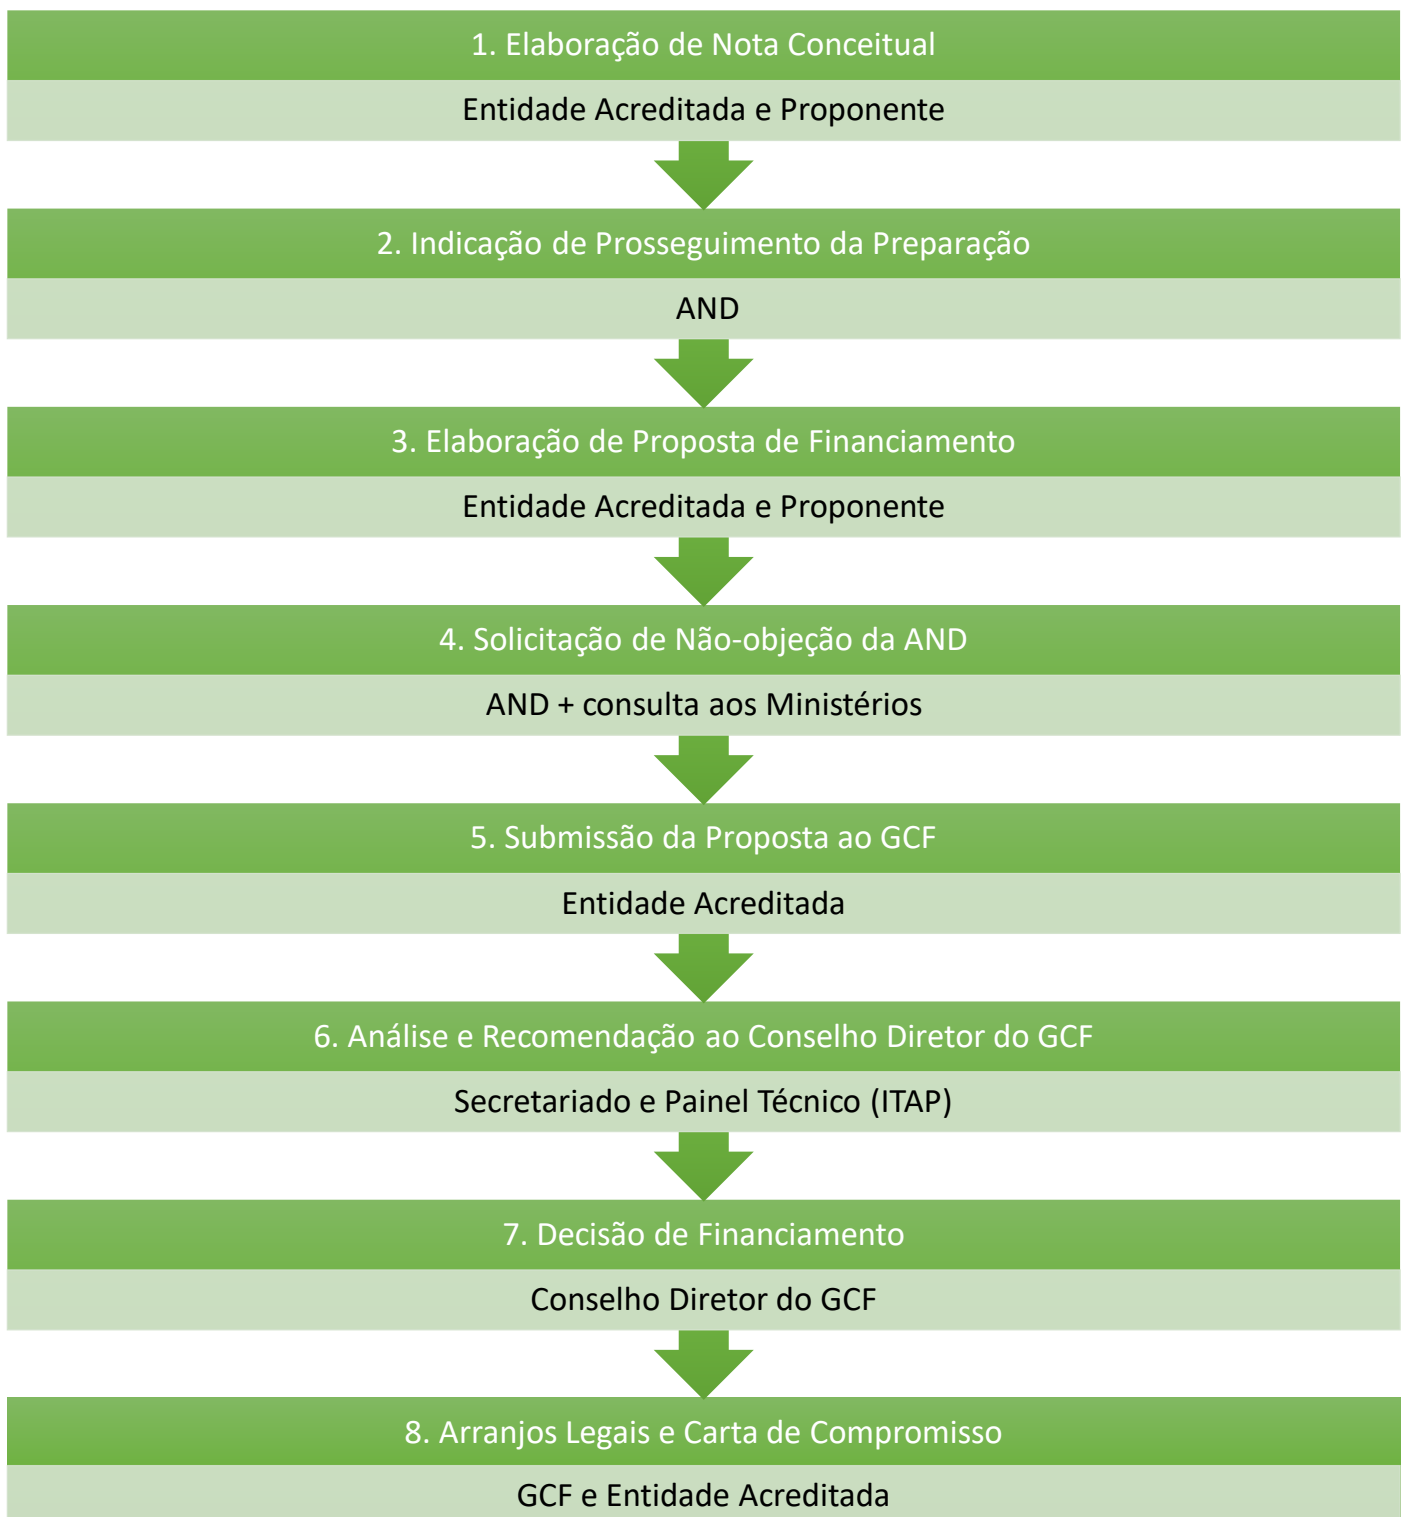 1. Elaboração de Nota Conceitual
Entidade Acreditada e Proponente
2. Indicação de Prosseguimento da Preparação
AND
3. Elaboração de Proposta de Financiamento
Entidade Acreditada e Proponente
4. Solicitação de Não-objeção da AND
AND + consulta aos Ministérios
5. Submissão da Proposta ao GCF
Entidade Acreditada
6. Análise e Recomendação ao Conselho Diretor do GCF
Secretariado e Painel Técnico (ITAP)
7. Decisão de Financiamento
Conselho Diretor do GCF
8. Arranjos Legais e Carta de Compromisso
GCF e Entidade Acreditada